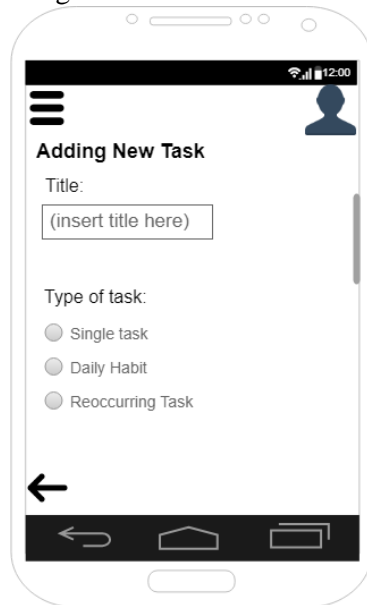 12:00
Adding New Task
Title:
(insert title here)
Type of task:
Single task
Daily Habit
Reoccurring Task